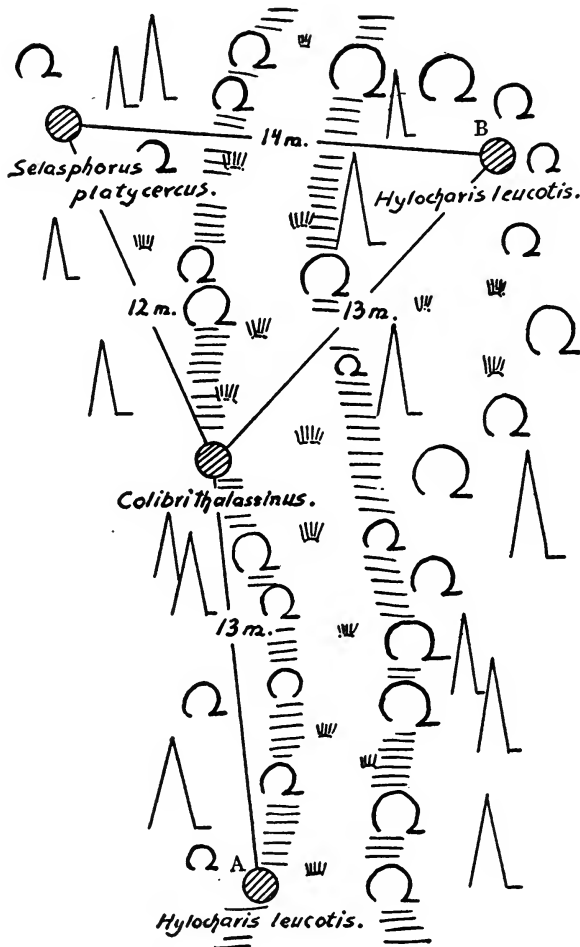 B
14 m.
Selasphorus
platycercus.
Hylocharis leucotis.
12 m.
13 m.
Colibri thalassinus.
13 m.
A
Hylocharis leucotis.